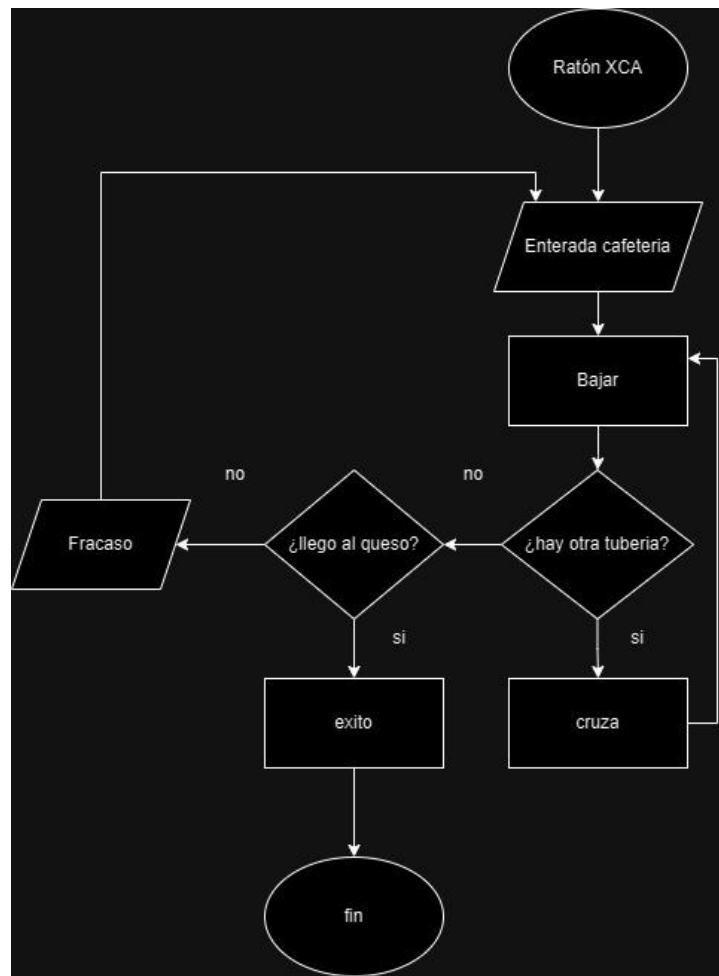 Ratón XCA
Enterada cafeteria
Bajar
¿hay otra tuberia?
no
¿llego al queso?
no
Fracaso
si
exito
si
cruza
fin